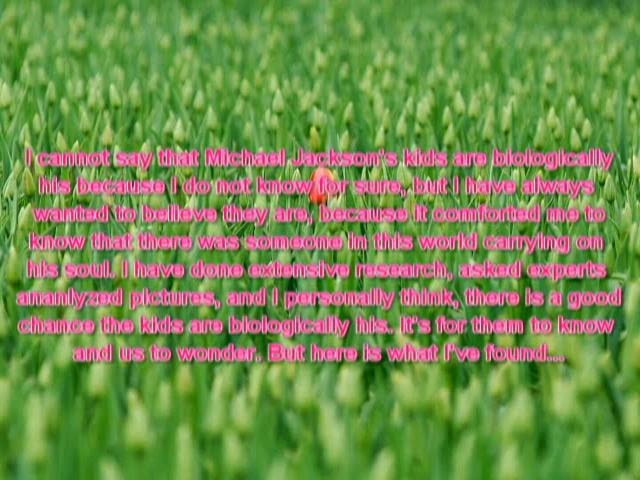 I cannot say that Michael Jackson's kids are biologically
his because I do not know for sure, but I have always
wanted to believe they are, because it comforted me to
know that there was someone in this world carrying on
his soul. I have done extensive research, asked experts
ananlyzed pictures, and I personally think, there is a good
chance the kids are biologically his. It's for them to know
and us to wonder. But here is what I've found...